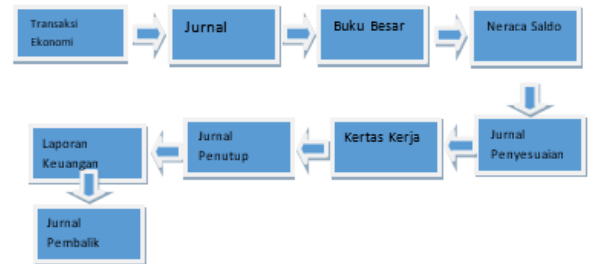 Transaksi
Ekonomi
Jurnal
Buku Besar
Neraca Saldo
Jurnal
Penyesuaian
Kertas Kerja
Jurnal
Penutup
Laporan
Keuangan
Jurnal
Pembalik